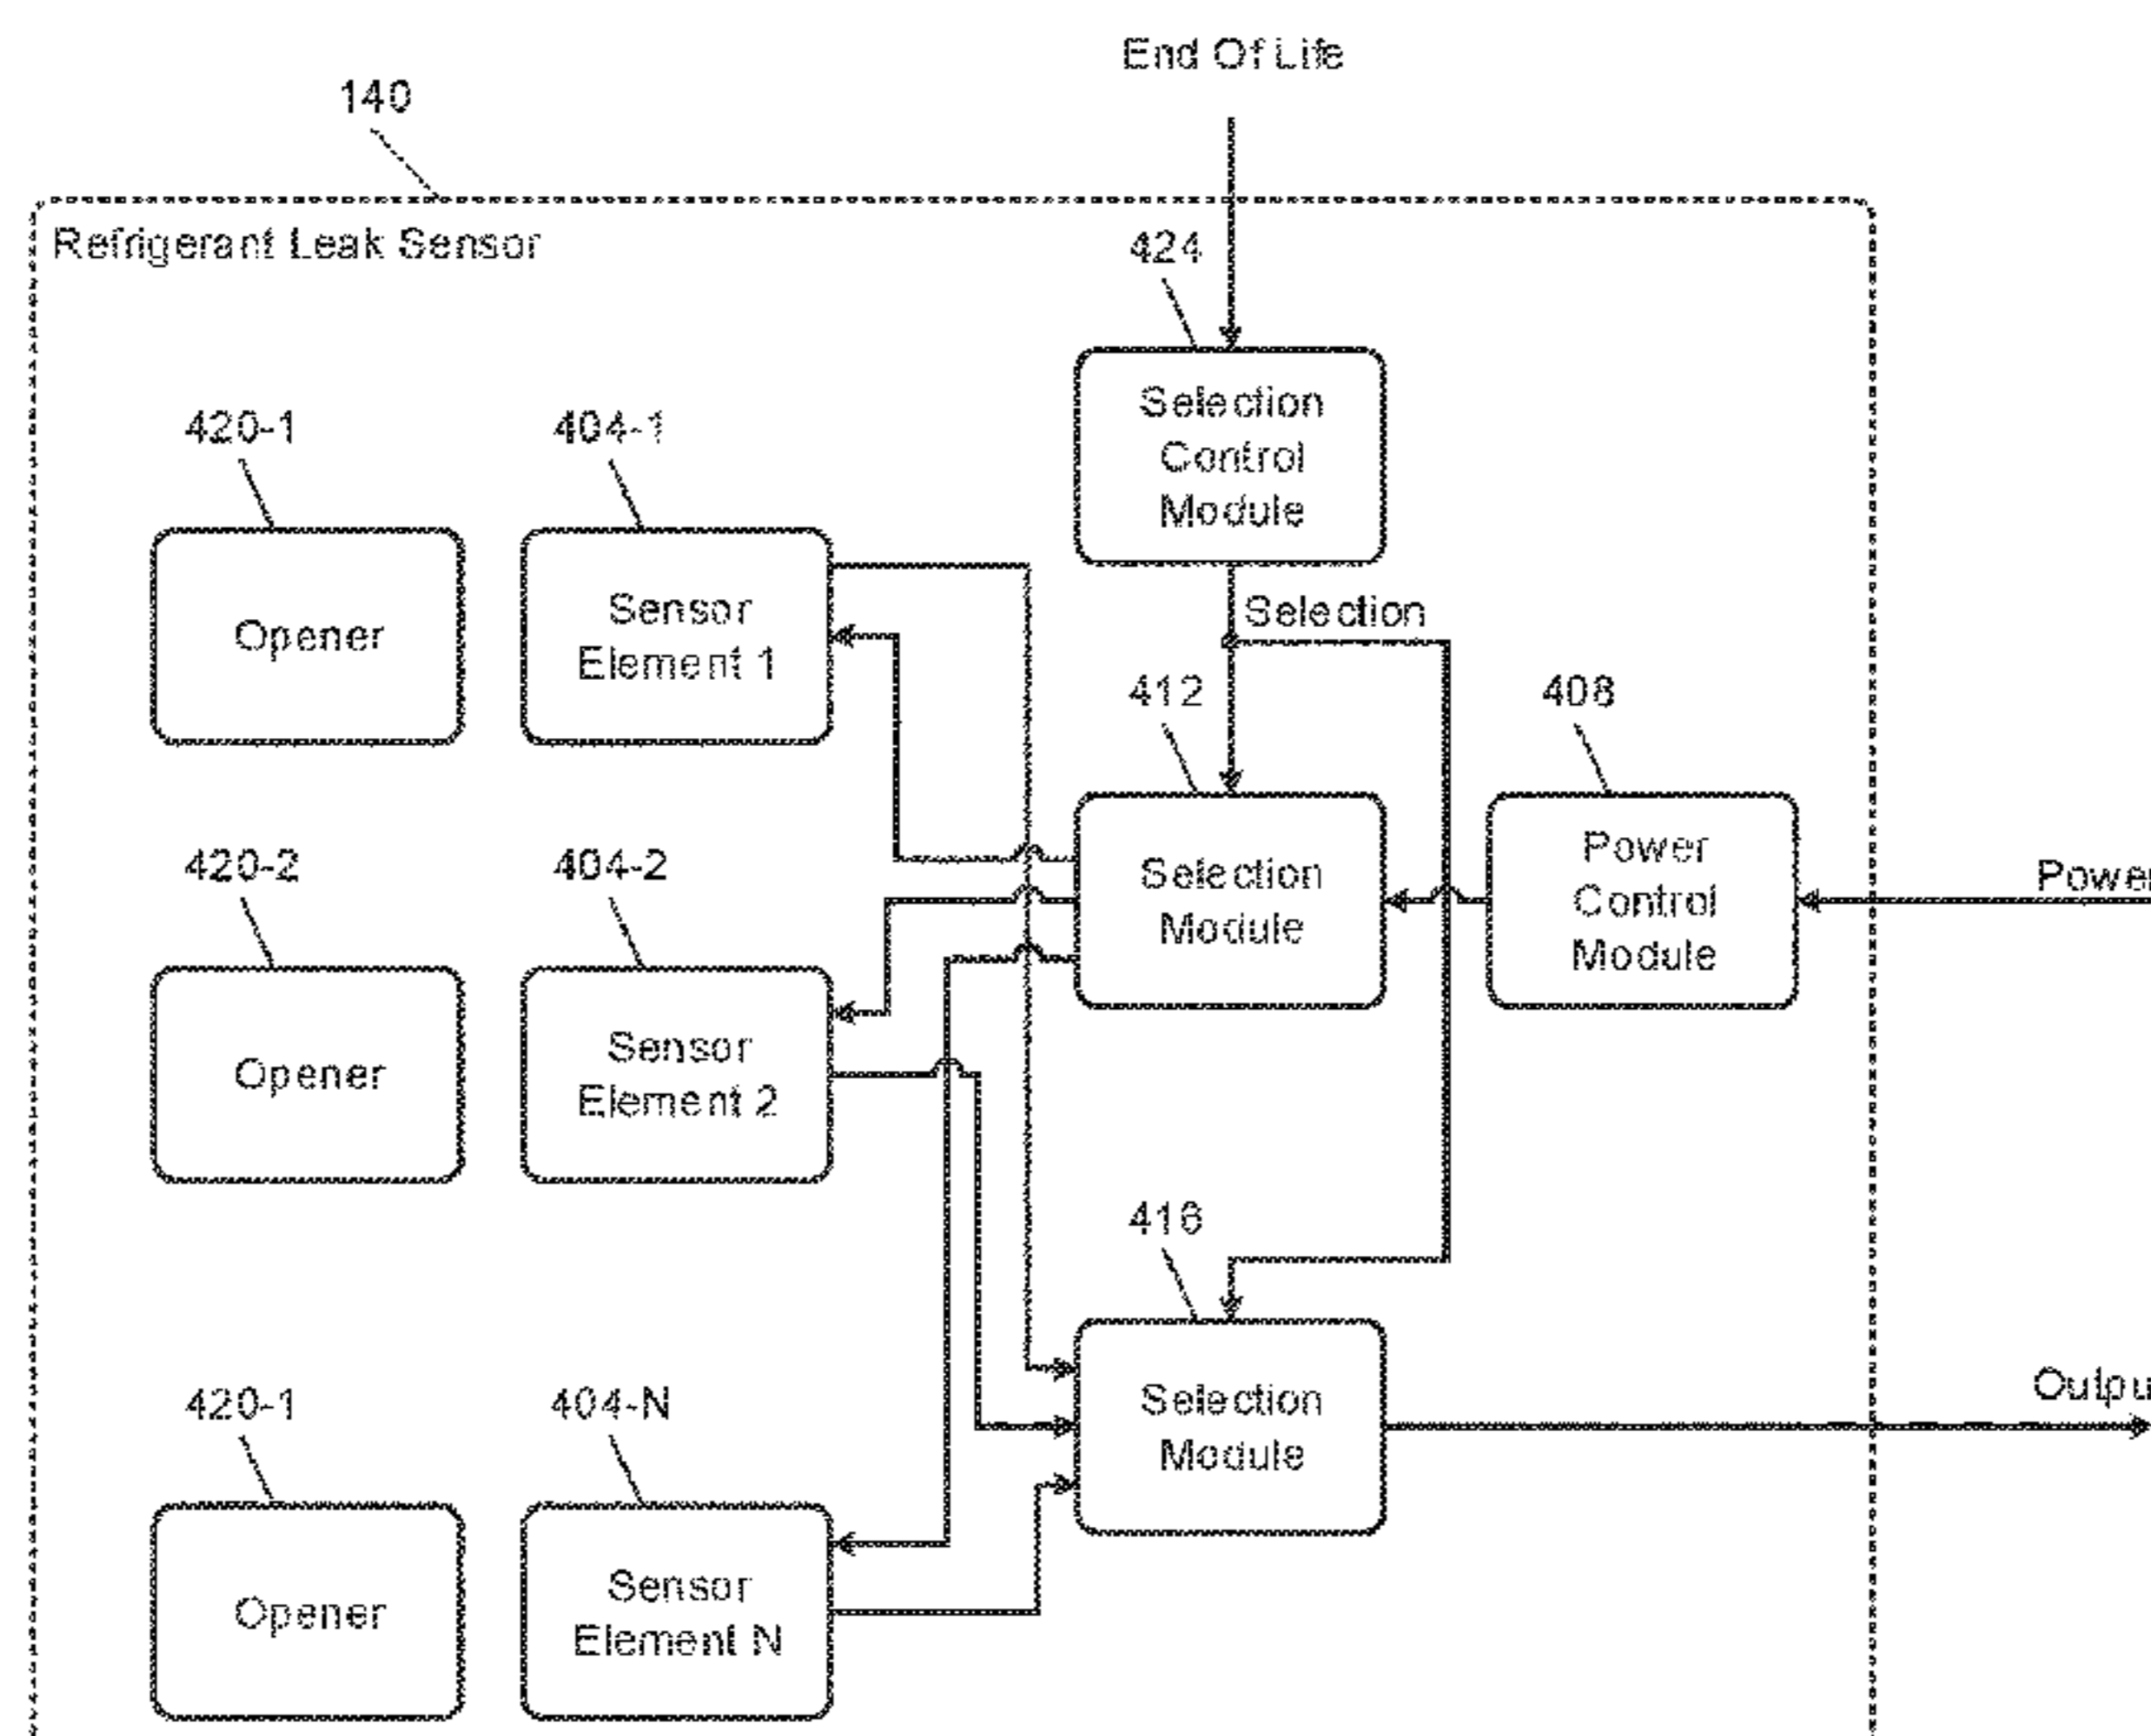 End Of Life
140
Refrigerant Leak Sensor
424
Selection
Control
Module
420-1
404-1
Opener
Sensor
Element 1
Selection
412
408
Selection
Module
Power
Control
Module
Power
420-2
404-2
Opener
Sensor
Element 2
416
Selection
Module
Outpu
420-1
404-N
Opener
Sensor
Element N